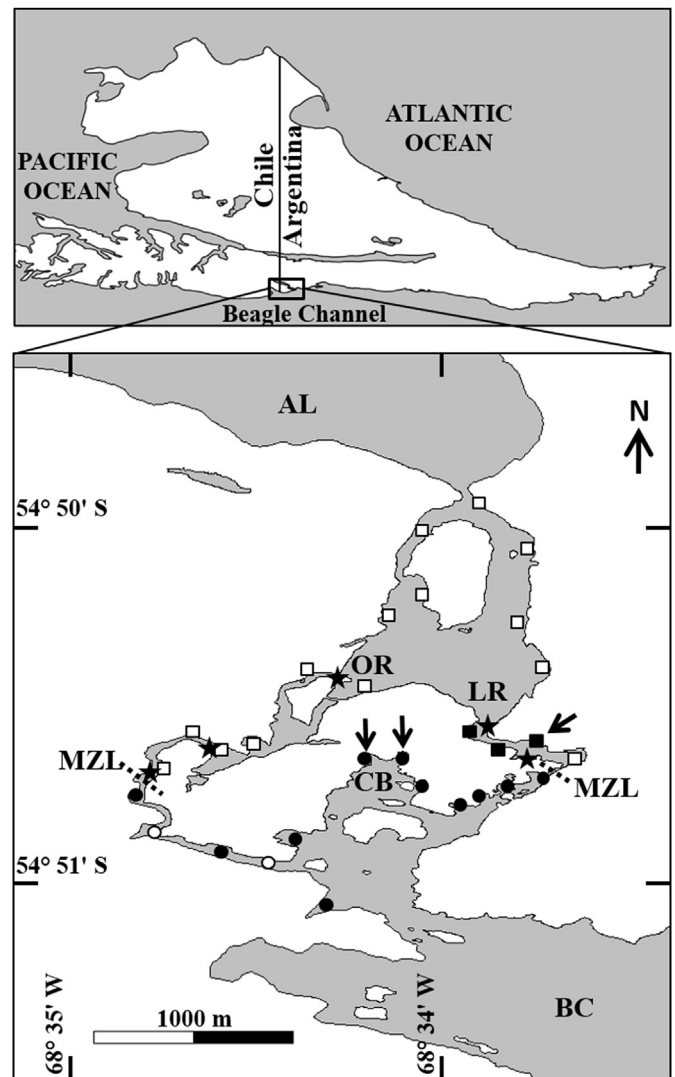 ATLANTIC
OCEAN
PACIFIC
OCEAN
Chile
Argentina
Beagle Channel
AL
N
54° 50' S
OR
LR
MZL
CB
MZL
54° 51' S
68° 35' W
1000 m
68° 34' W
BC